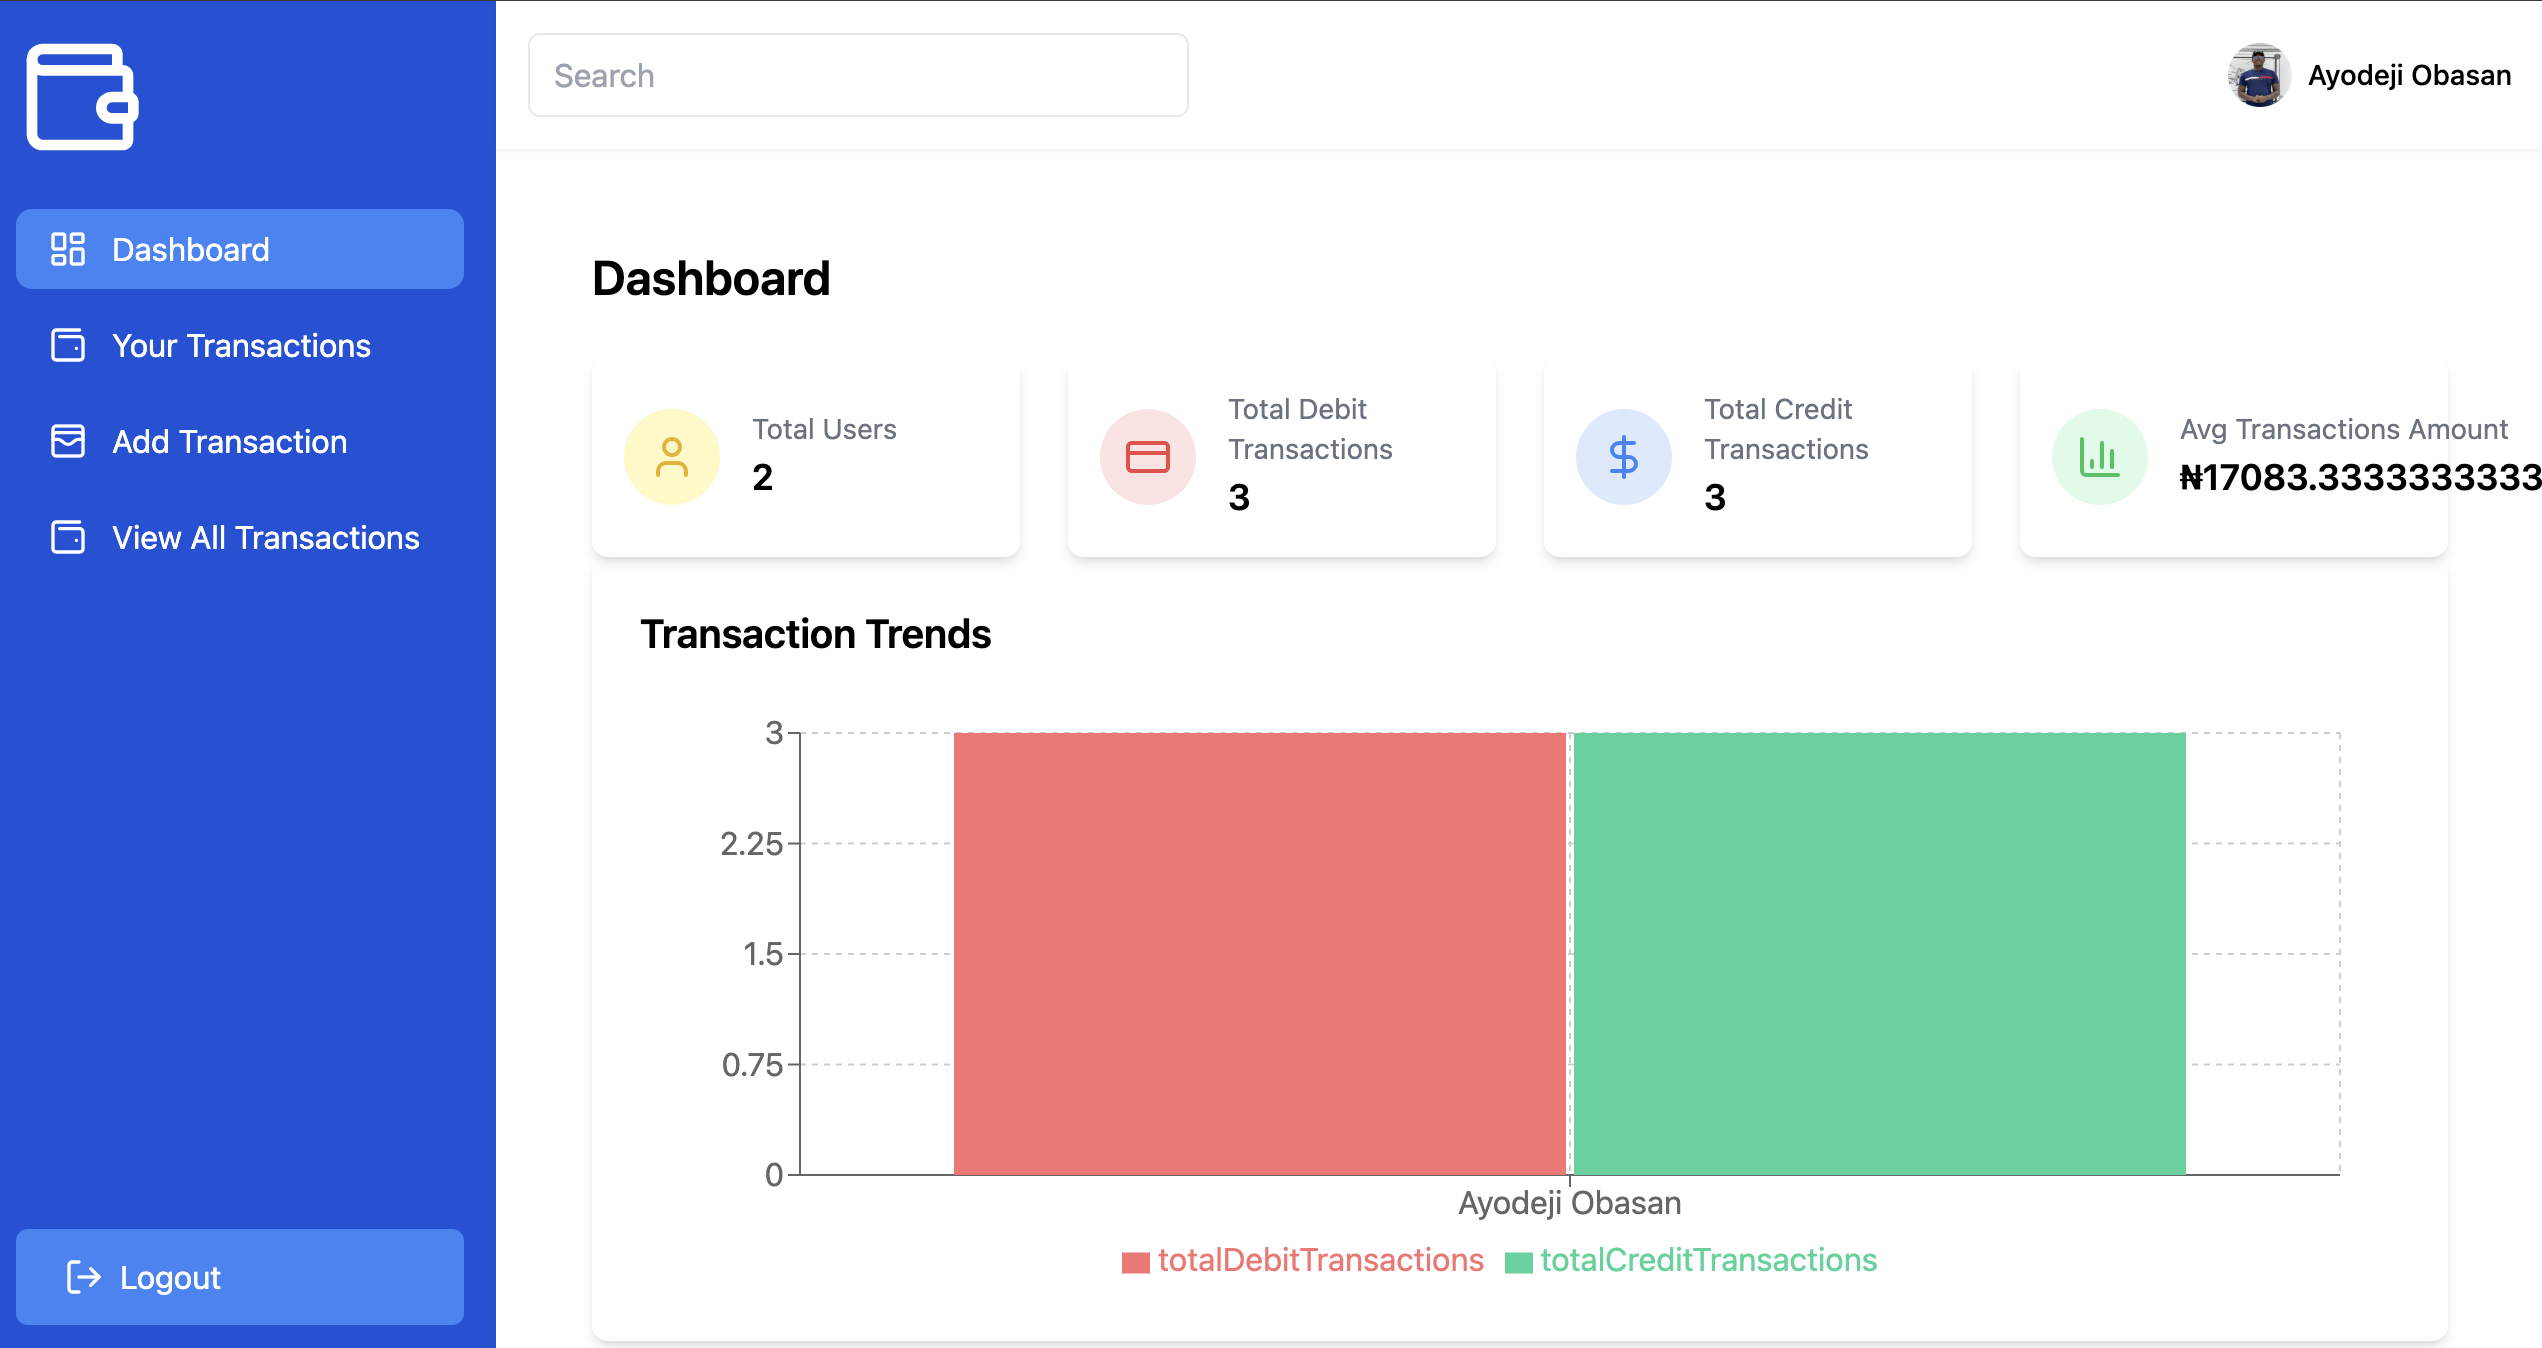 Search
Ayodeji Obasan
Dashboard
Your Transactions
Add Transaction
View All Transactions
Logout
Dashboard
Total Users
2
Total Debit
Transactions
3
Total Credit
Transactions
3
Avg Transactions Amount
₦17083.3333333333
Transaction Trends
3
2.25
1.5
0.75
0
Ayodeji Obasan
totalDebitTransactions
totalCreditTransactions